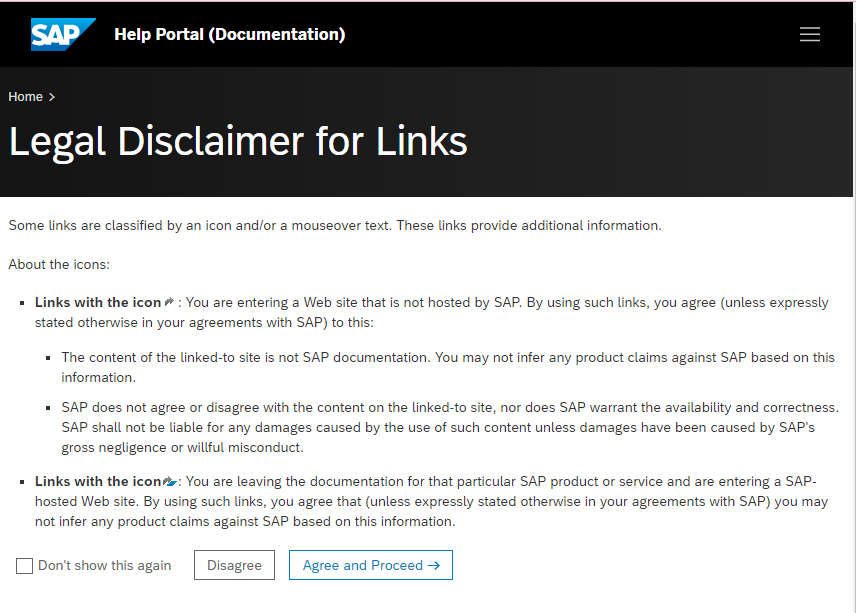 SAP Help Portal (Documentation)
Home >
Legal Disclaimer for Links
Some links are classified by an icon and/or a mouseover text. These links provide additional information.
About the icons:
Links with the icon : You are entering a Web site that is not hosted by SAP. By using such links, you agree (unless expressly
stated otherwise in your agreements with SAP) to this:
The content of the linked-to site is not SAP documentation. You may not infer any product claims against SAP based on this
information.
SAP does not agree or disagree with the content on the linked-to site, nor does SAP warrant the availability and correctness.
SAP shall not be liable for any damages caused by the use of such content unless damages have been caused by SAP's
gross negligence or willful misconduct.
Links with the icon : You are leaving the documentation for that particular SAP product or service and are entering a SAP-
hosted Web site. By using such links, you agree that (unless expressly stated otherwise in your agreements with SAP) you may
not infer any product claims against SAP based on this information.
Don't show this again Disagree Agree and Proceed →